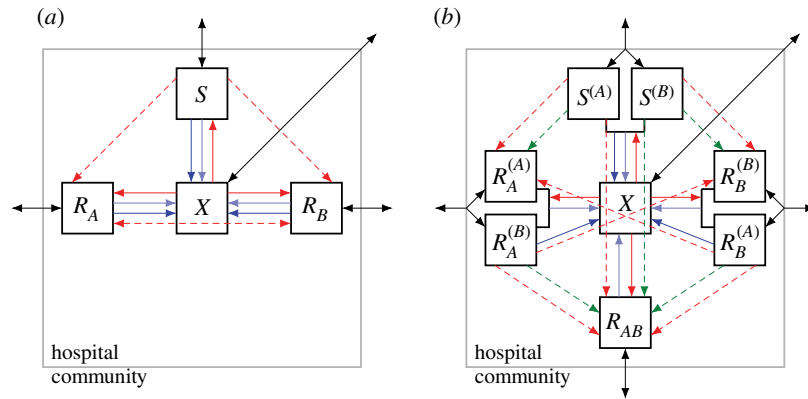 (a)
S
R_A
X
R_B
hospital
community
(b)
S^(A) S^(B)
R_A^(A) R_B^(B)
X
R_A^(B) R_B^(A)
R_AB
hospital
community